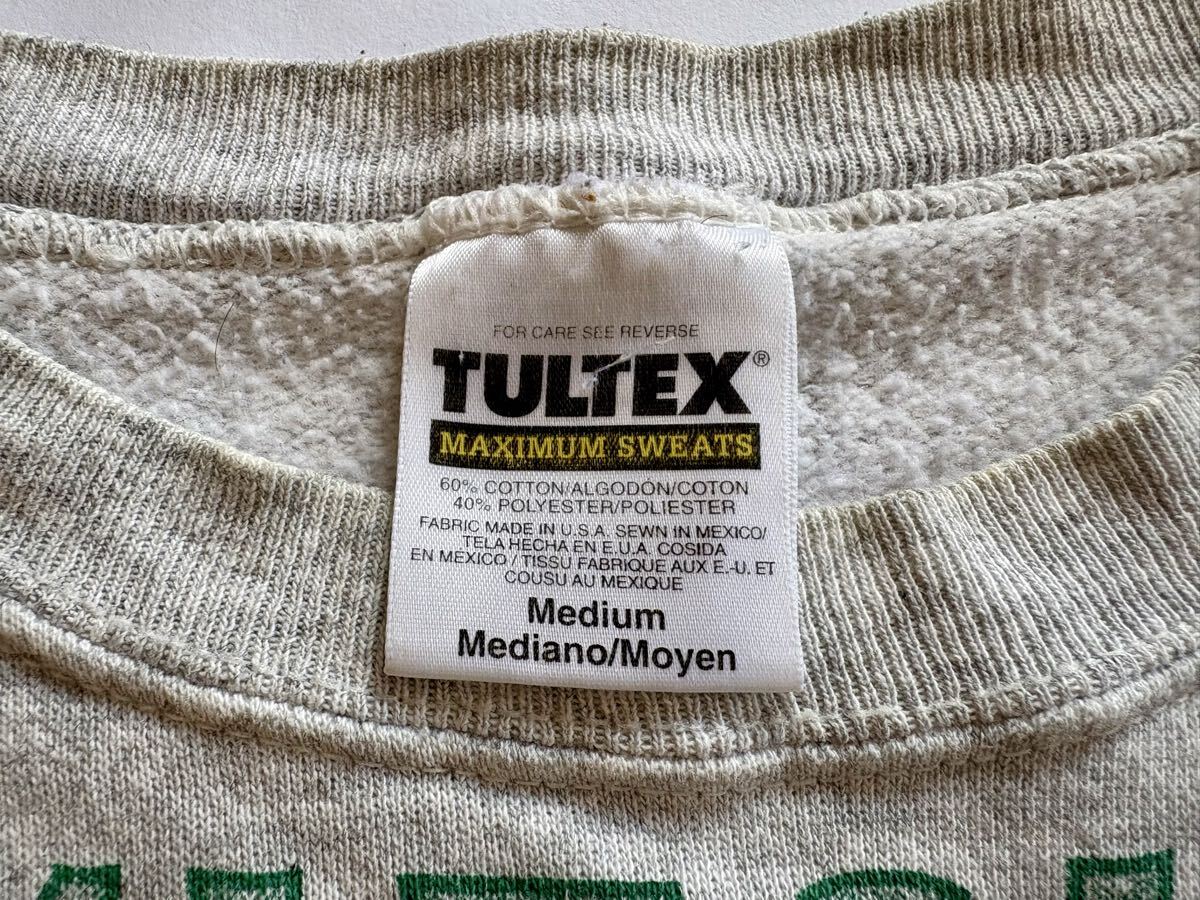 FOR CARE SEE REVERSE
TULTEX®
MAXIMUM SWEATS
60% COTTON/ALGODON/COTON
40% POLYESTER/POLIESTER
FABRIC MADE IN U.S.A. SEWN IN MEXICO/
TELA HECHA EN E.U.A. COSIDA
EN MEXICO / TISSU FABRIQUE AUX E.-U. ET
COUSU AU MEXIQUE
Medium
Mediano/Moyen